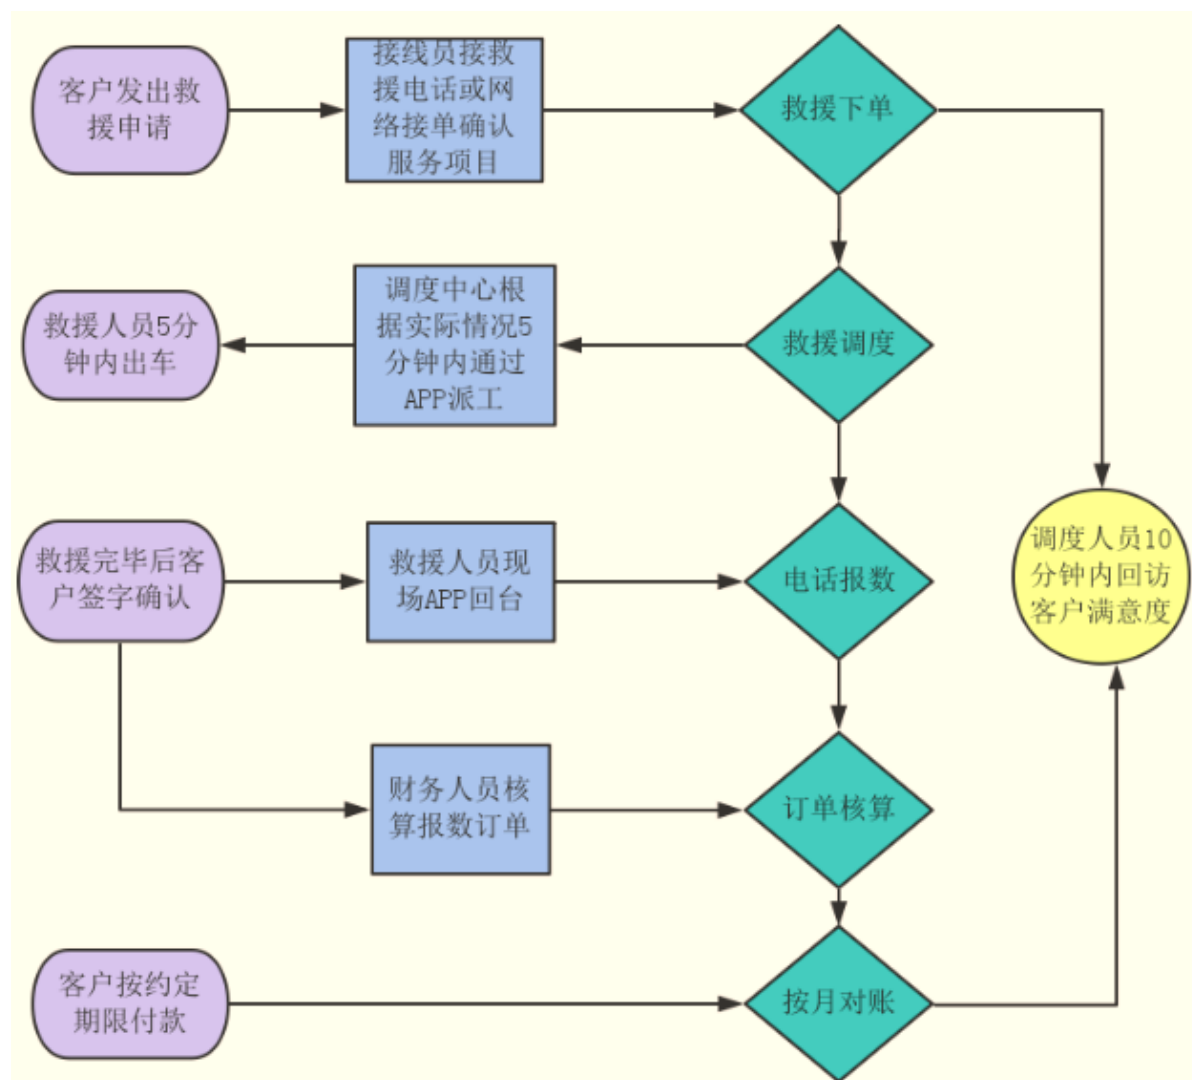 客户发出救
援申请
接线员接救
援电话或网
络接单确认
服务项目
救援下单
救援人员5分
钟内出车
调度中心根
据实际情况5
分钟内通过
APP派工
救援调度
救援完毕后客
户签字确认
救援人员现
场APP回台
电话报数
调度人员10
分钟内回访
客户满意度
财务人员核
算报数订单
订单核算
客户按约定
期限付款
按月对账